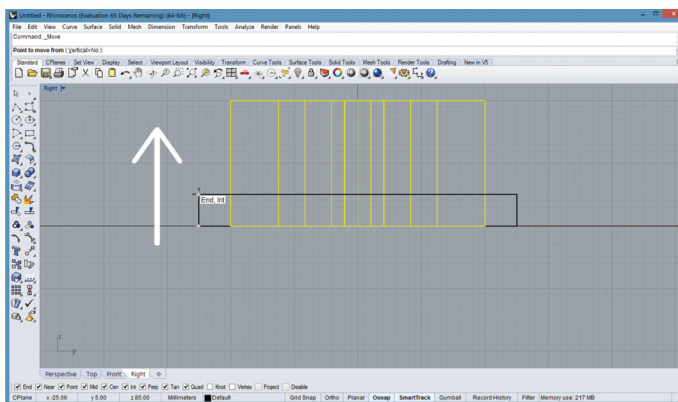 Untitled - Rhinoceros (Evaluation 65 Days Remaining) (64-bit) - [Right]
File Edit View Curve Surface Solid Mesh Dimension Transform Tools Analyze Render Panels Help
Command: _Move
Point to move from ( Vertical=No ):
Standard CPlanes Set View Display Select Viewport Layout Visibility Transform Curve Tools Surface Tools Solid Tools Mesh Tools Render Tools Drafting New in V5
Right
End, Int
z
y
Perspective Top Front Right
End Near Point Mid Cen Int Perp Tan Quad Knot Vertex Project Disable
CPlane x -25.06 y 5.00 z 85.00 Millimeters Default Grid Snap Ortho Planar Osnap SmartTrack Gumball Record History Filter Memory use: 217 MB